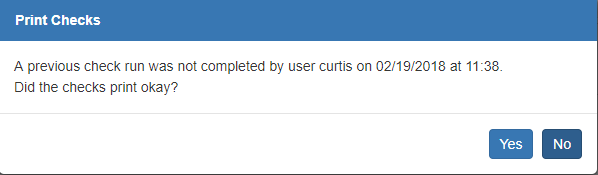 Print Checks
A previous check run was not completed by user curtis on 02/19/2018 at 11:38.
Did the checks print okay?
Yes No